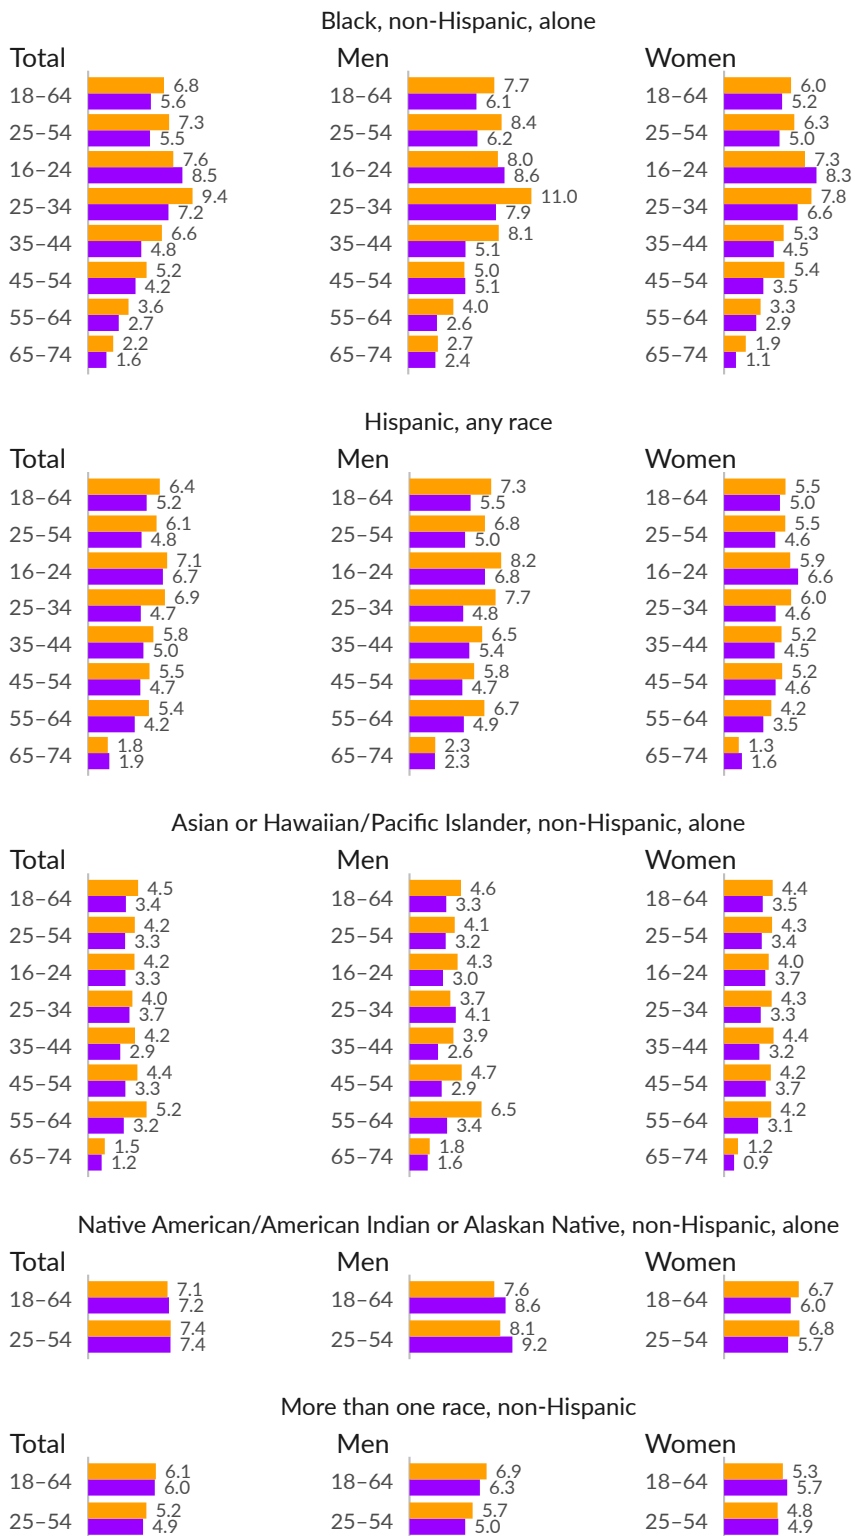 Black, non-Hispanic, alone
Total Men Women
18–64 6.8 5.6 18–64 7.7 6.1 18–64 6.0 5.2
25–54 7.3 5.5 25–54 8.4 6.2 25–54 6.3 5.0
16–24 7.6 8.5 16–24 8.0 8.6 16–24 7.3 8.3
25–34 9.4 7.2 25–34 11.0 7.9 25–34 7.8 6.6
35–44 6.6 4.8 35–44 8.1 5.1 35–44 5.3 4.5
45–54 5.2 4.2 45–54 5.0 5.1 45–54 5.4 3.5
55–64 3.6 2.7 55–64 4.0 2.6 55–64 3.3 2.9
65–74 2.2 1.6 65–74 2.7 2.4 65–74 1.9 1.1
Hispanic, any race
Total Men Women
18–64 6.4 5.2 18–64 7.3 5.5 18–64 5.5 5.0
25–54 6.1 4.8 25–54 6.8 5.0 25–54 5.5 4.6
16–24 7.1 6.7 16–24 8.2 6.8 16–24 5.9 6.6
25–34 6.9 4.7 25–34 7.7 4.8 25–34 6.0 4.6
35–44 5.8 5.0 35–44 6.5 5.4 35–44 5.2 4.5
45–54 5.5 4.7 45–54 5.8 4.7 45–54 5.2 4.6
55–64 5.4 4.2 55–64 6.7 4.9 55–64 4.2 3.5
65–74 1.8 1.9 65–74 2.3 2.3 65–74 1.3 1.6
Asian or Hawaiian/Pacific Islander, non-Hispanic, alone
Total Men Women
18–64 4.5 3.4 18–64 4.6 3.3 18–64 4.4 3.5
25–54 4.2 3.3 25–54 4.1 3.2 25–54 4.3 3.4
16–24 4.2 3.3 16–24 4.3 3.0 16–24 4.0 3.7
25–34 4.0 3.7 25–34 3.7 4.1 25–34 4.3 3.3
35–44 4.2 2.9 35–44 3.9 2.6 35–44 4.4 3.2
45–54 4.4 3.3 45–54 4.7 2.9 45–54 4.2 3.7
55–64 5.2 3.2 55–64 6.5 3.4 55–64 4.2 3.1
65–74 1.5 1.2 65–74 1.8 1.6 65–74 1.2 0.9
Native American/American Indian or Alaskan Native, non-Hispanic, alone
Total Men Women
18–64 7.1 7.2 18–64 7.6 8.6 18–64 6.7 6.0
25–54 7.4 7.4 25–54 8.1 9.2 25–54 6.8 5.7
More than one race, non-Hispanic
Total Men Women
18–64 6.1 6.0 18–64 6.9 6.3 18–64 5.3 5.7
25–54 5.2 4.9 25–54 5.7 5.0 25–54 4.8 4.9